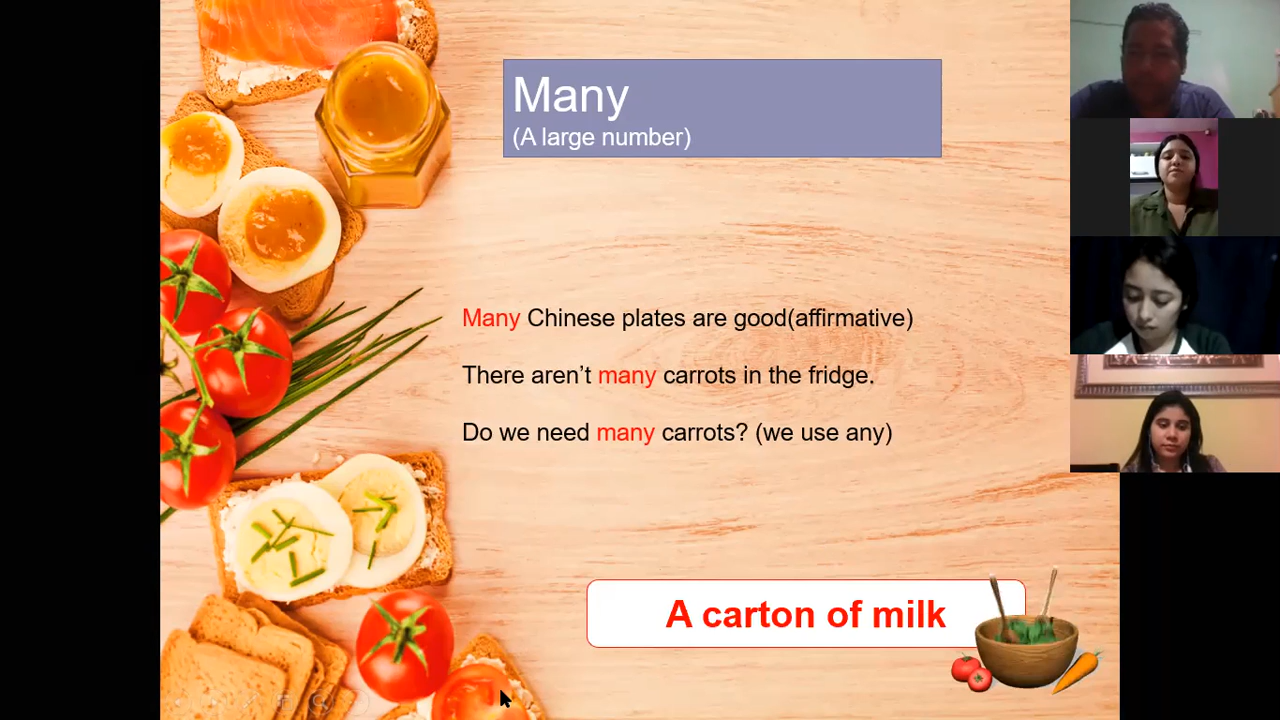 Many
(A large number)
Many Chinese plates are good(affirmative)
There aren’t many carrots in the fridge.
Do we need many carrots? (we use any)
A carton of milk